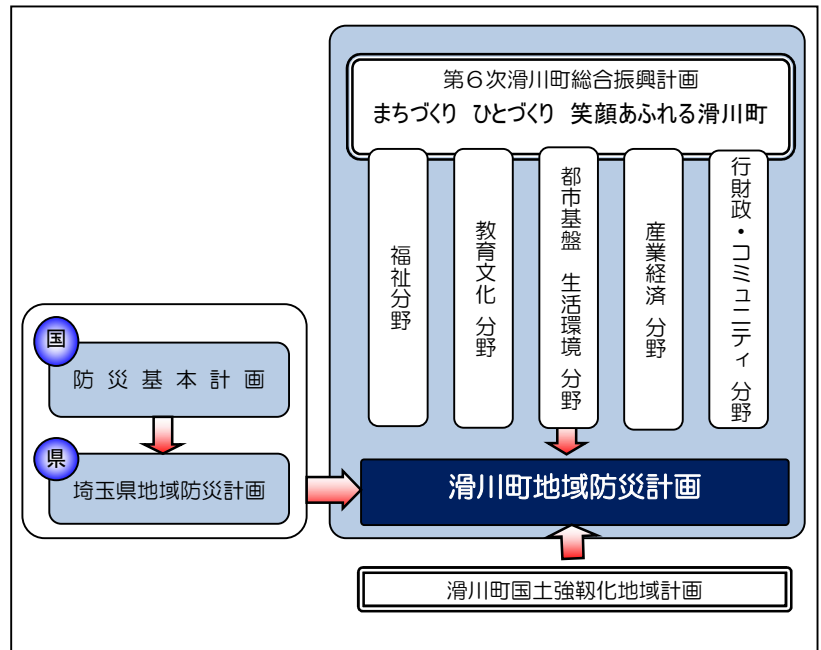 第6次滑川町総合振興計画
まちづくり ひとづくり 笑顔あふれる滑川町
福祉分野
教育文化 分野
都市基盤 生活環境 分野
産業経済 分野
行財政・コミュニティ 分野
国
防災基本計画
県
埼玉県地域防災計画
滑川町地域防災計画
滑川町国土強靱化地域計画